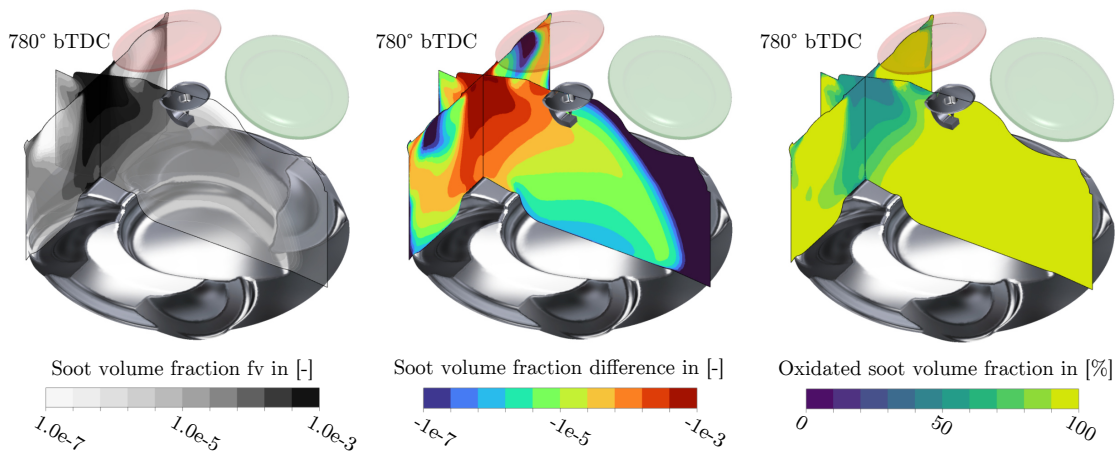 780° bTDC
780° bTDC
780° bTDC
Soot volume fraction fv in [-]
1.0e-7 1.0e-5 1.0e-3
Soot volume fraction difference in [-]
-1e-7 -1e-5 -1e-3
Oxidated soot volume fraction in [%]
0 50 100